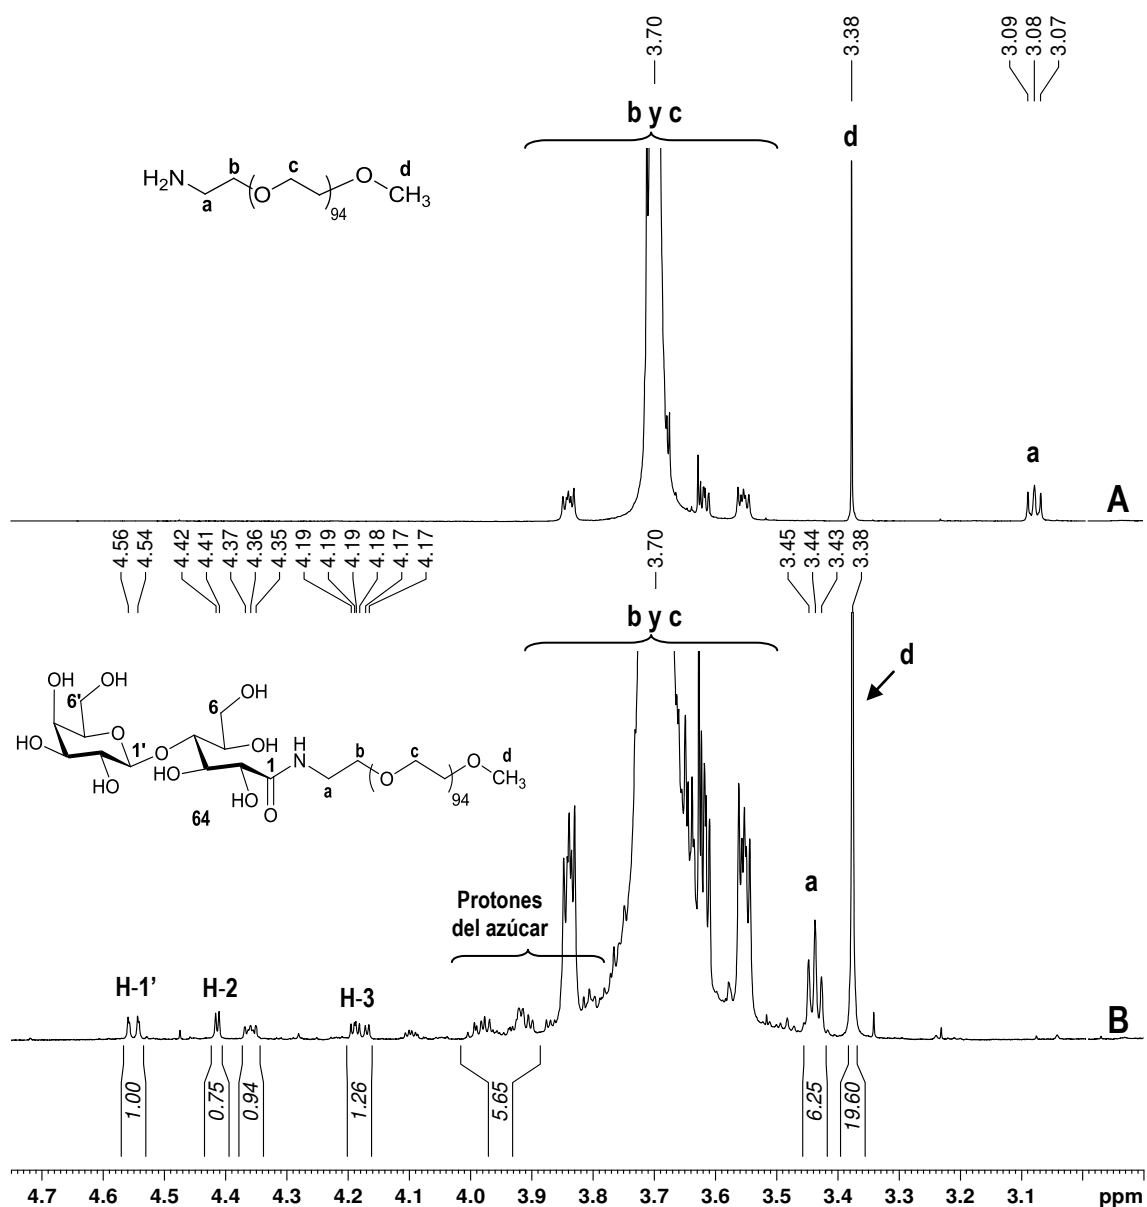 3.70
3.38
3.09
3.08
3.07
b y c
d
b
c
d
H2N
O
O
CH3
a
94
a
A
4.56
4.54
4.42
4.41
4.37
4.36
4.35
4.19
4.19
4.19
4.18
4.17
4.17
3.70
3.45
3.44
3.43
3.38
b y c
d
OH
OH
6'
6
OH
O
1'
O
OH
HO
HO
OH
HO
1
H
N
O
a
b
O
c
94
O
d
CH3
64
a
Protones
del azúcar
H-1’
H-2
H-3
B
1.00
0.75
0.94
1.26
5.65
6.25
19.60
4.7 4.6 4.5 4.4 4.3 4.2 4.1 4.0 3.9 3.8 3.7 3.6 3.5 3.4 3.3 3.2 3.1 ppm